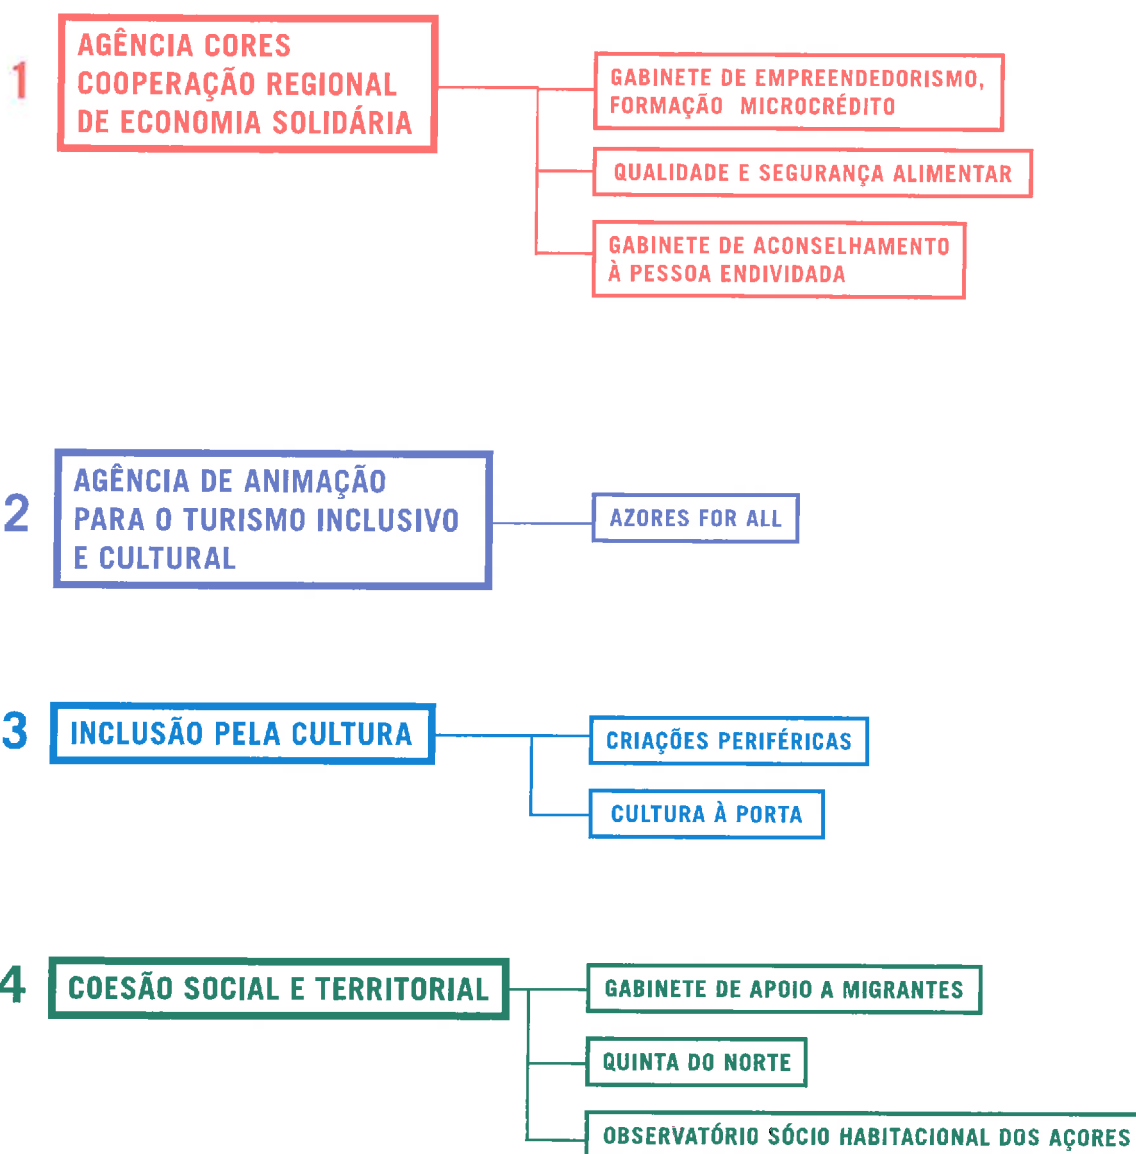 1
AGÊNCIA CORES
COOPERAÇÃO REGIONAL
DE ECONOMIA SOLIDÁRIA
GABINETE DE EMPREENDEDORISMO,
FORMAÇÃO MICROCRÉDITO
QUALIDADE E SEGURANÇA ALIMENTAR
GABINETE DE ACONSELHAMENTO
À PESSOA ENDIVIDADA
2
AGÊNCIA DE ANIMAÇÃO
PARA O TURISMO INCLUSIVO
E CULTURAL
AZORES FOR ALL
3
INCLUSÃO PELA CULTURA
CRIAÇÕES PERIFÉRICAS
CULTURA À PORTA
4
COESÃO SOCIAL E TERRITORIAL
GABINETE DE APOIO A MIGRANTES
QUINTA DO NORTE
OBSERVATÓRIO SÓCIO HABITACIONAL DOS AÇORES